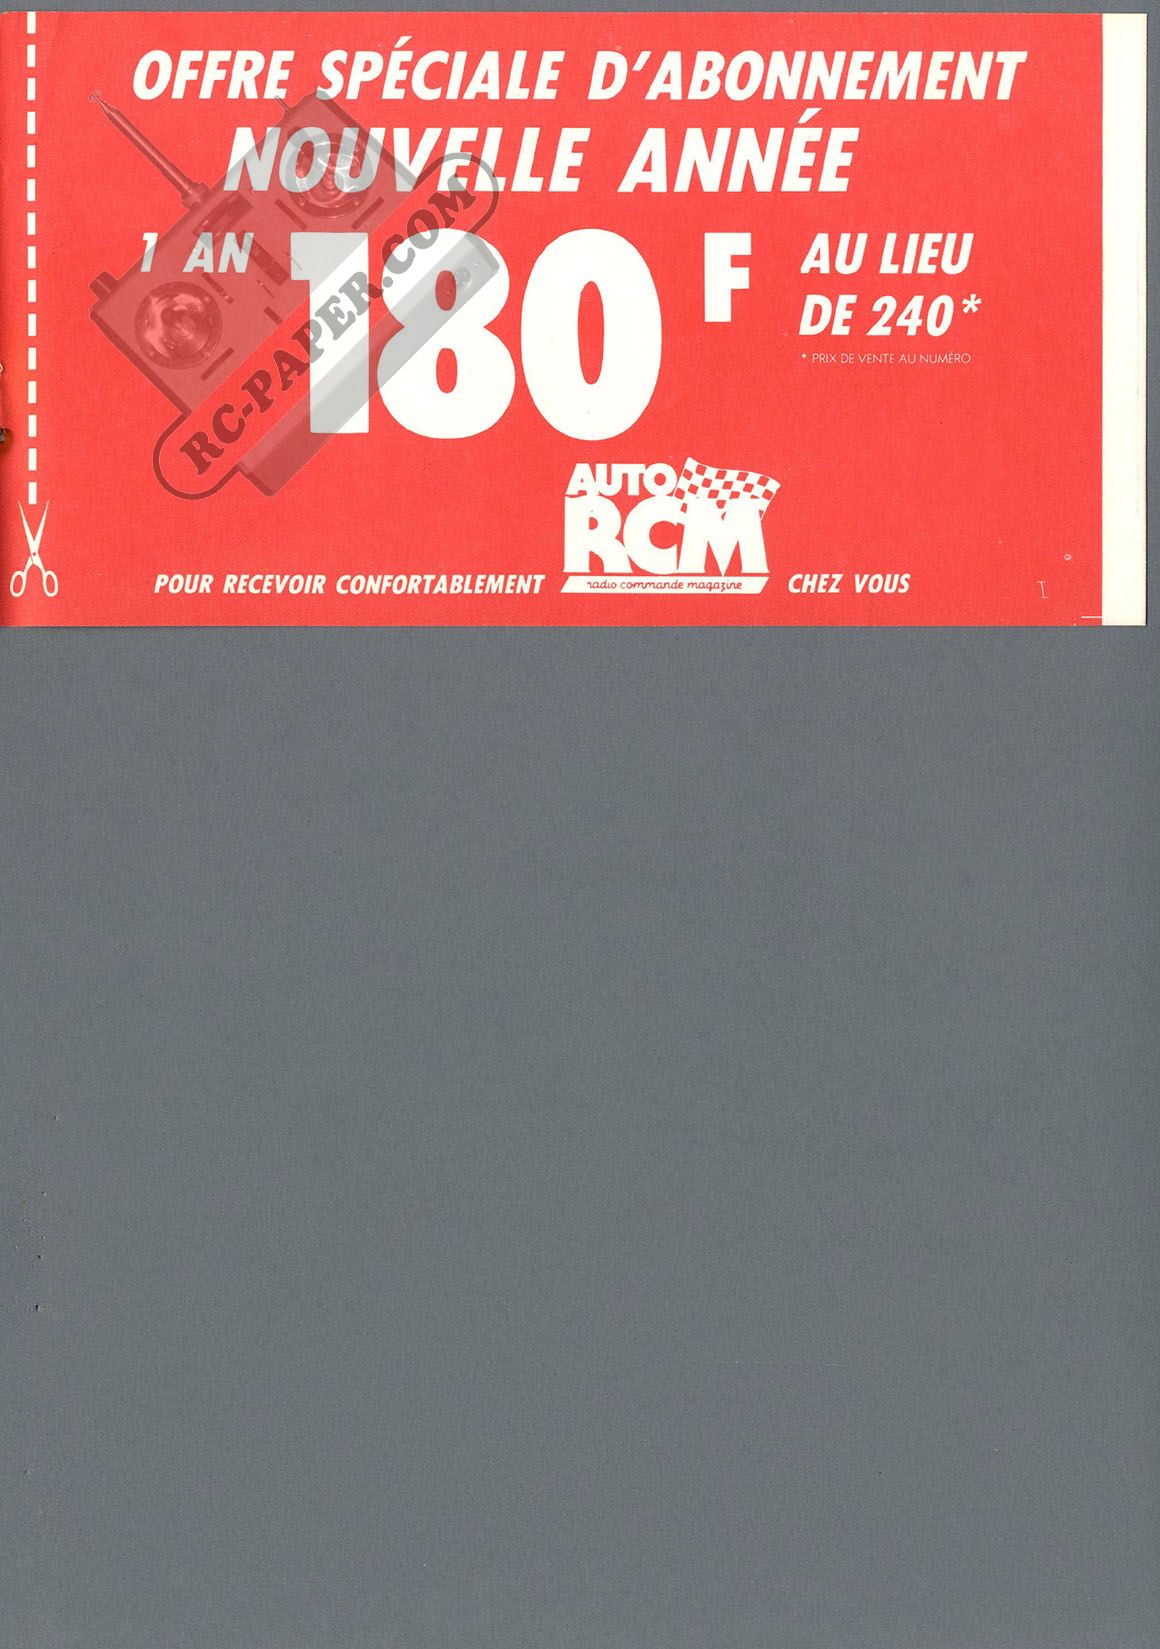 OFFRE SPÉCIALE D'ABONNEMENT
NOUVELLE ANNÉE
1 AN 180 F AU LIEU
DE 240*
* PRIX DE VENTE AU NUMÉRO
RC-PAPER.COM
AUTO
RCM
radio commande magazine
POUR RECEVOIR CONFORTABLEMENT CHEZ VOUS